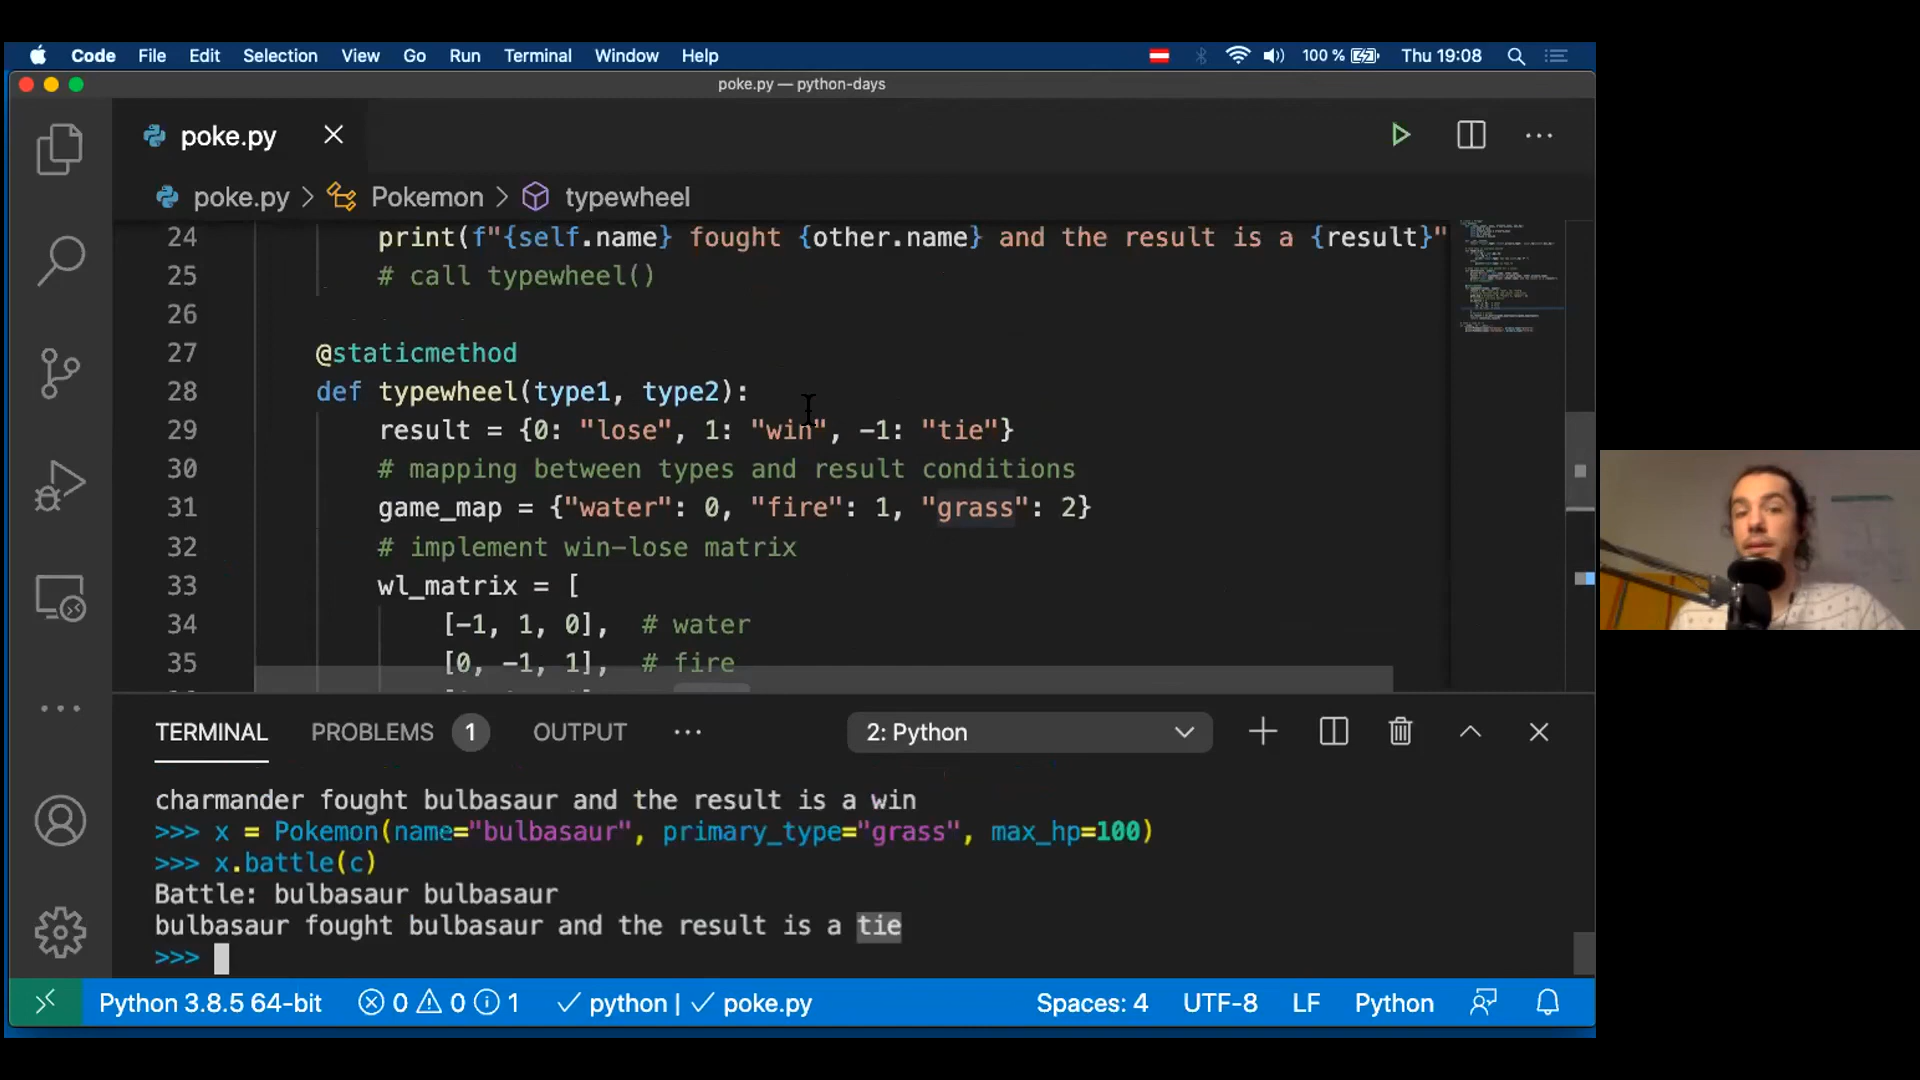 Code File Edit Selection View Go Run Terminal Window Help 100 % Thu 19:08
poke.py — python-days
poke.py
poke.py > Pokemon > typewheel
24 print(f"{self.name} fought {other.name} and the result is a {result}"
25 # call typewheel()
26
27 @staticmethod
28 def typewheel(type1, type2):
29 result = {0: "lose", 1: "win", -1: "tie"}
30 # mapping between types and result conditions
31 game_map = {"water": 0, "fire": 1, "grass": 2}
32 # implement win-lose matrix
33 wl_matrix = [
34 [-1, 1, 0], # water
35 [0, -1, 1], # fire
TERMINAL PROBLEMS 1 OUTPUT ... 2: Python
charmander fought bulbasaur and the result is a win
>>> x = Pokemon(name="bulbasaur", primary_type="grass", max_hp=100)
>>> x.battle(c)
Battle: bulbasaur bulbasaur
bulbasaur fought bulbasaur and the result is a tie
>>>
Python 3.8.5 64-bit 0 0 1 ✓ python | ✓ poke.py Spaces: 4 UTF-8 LF Python